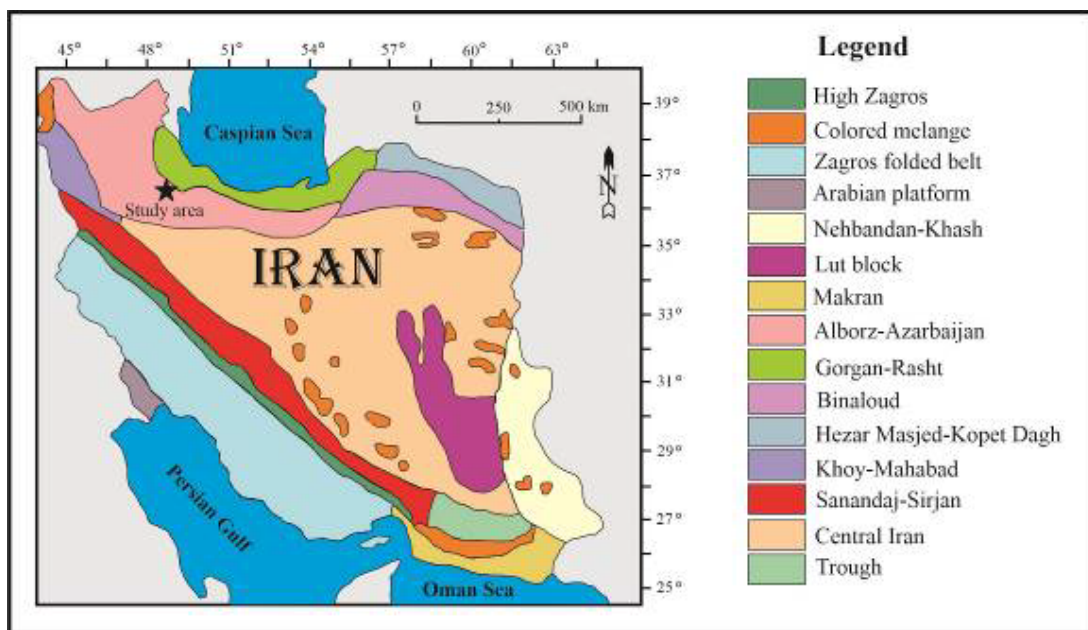 45° 48° 51° 54° 57° 60° 63°
Legend
0 250 500 km
39°
37°
35°
33°
31°
29°
27°
25°
Caspian Sea
N
Study area
IRAN
Persian Gulf
Oman Sea
High Zagros
Colored melange
Zagros folded belt
Arabian platform
Nehbandan-Khash
Lut block
Makran
Alborz-Azarbaijan
Gorgan-Rasht
Binaloud
Hezar Masjed-Kopet Dagh
Khoy-Mahabad
Sanandaj-Sirjan
Central Iran
Trough